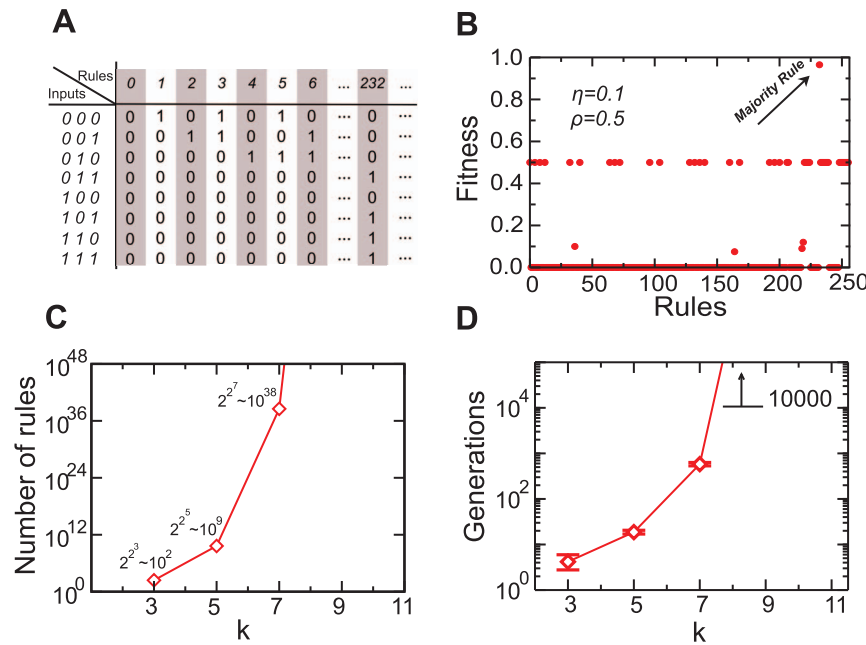 A
Rules
Inputs
0 1 2 3 4 5 6 ... 232 ...
0 0 0 0 1 0 1 0 1 0 ... 0 ...
0 0 1 0 0 1 1 0 0 1 ... 0 ...
0 1 0 0 0 0 0 1 1 1 ... 0 ...
0 1 1 0 0 0 0 0 0 0 ... 1 ...
1 0 0 0 0 0 0 0 0 0 ... 0 ...
1 0 1 0 0 0 0 0 0 0 ... 1 ...
1 1 0 0 0 0 0 0 0 0 ... 1 ...
1 1 1 0 0 0 0 0 0 0 ... 1 ...
B
1.0
0.8
0.6
0.4
0.2
0.0
Fitness
η=0.1
ρ=0.5
Majority Rule
0 50 100 150 200 250
Rules
C
10^48
10^36
10^24
10^12
10^0
Number of rules
2^2^7~10^38
2^2^5~10^9
2^2^3~10^2
3 5 7 9 11
k
D
10^4
10^2
10^0
Generations
10000
3 5 7 9 11
k